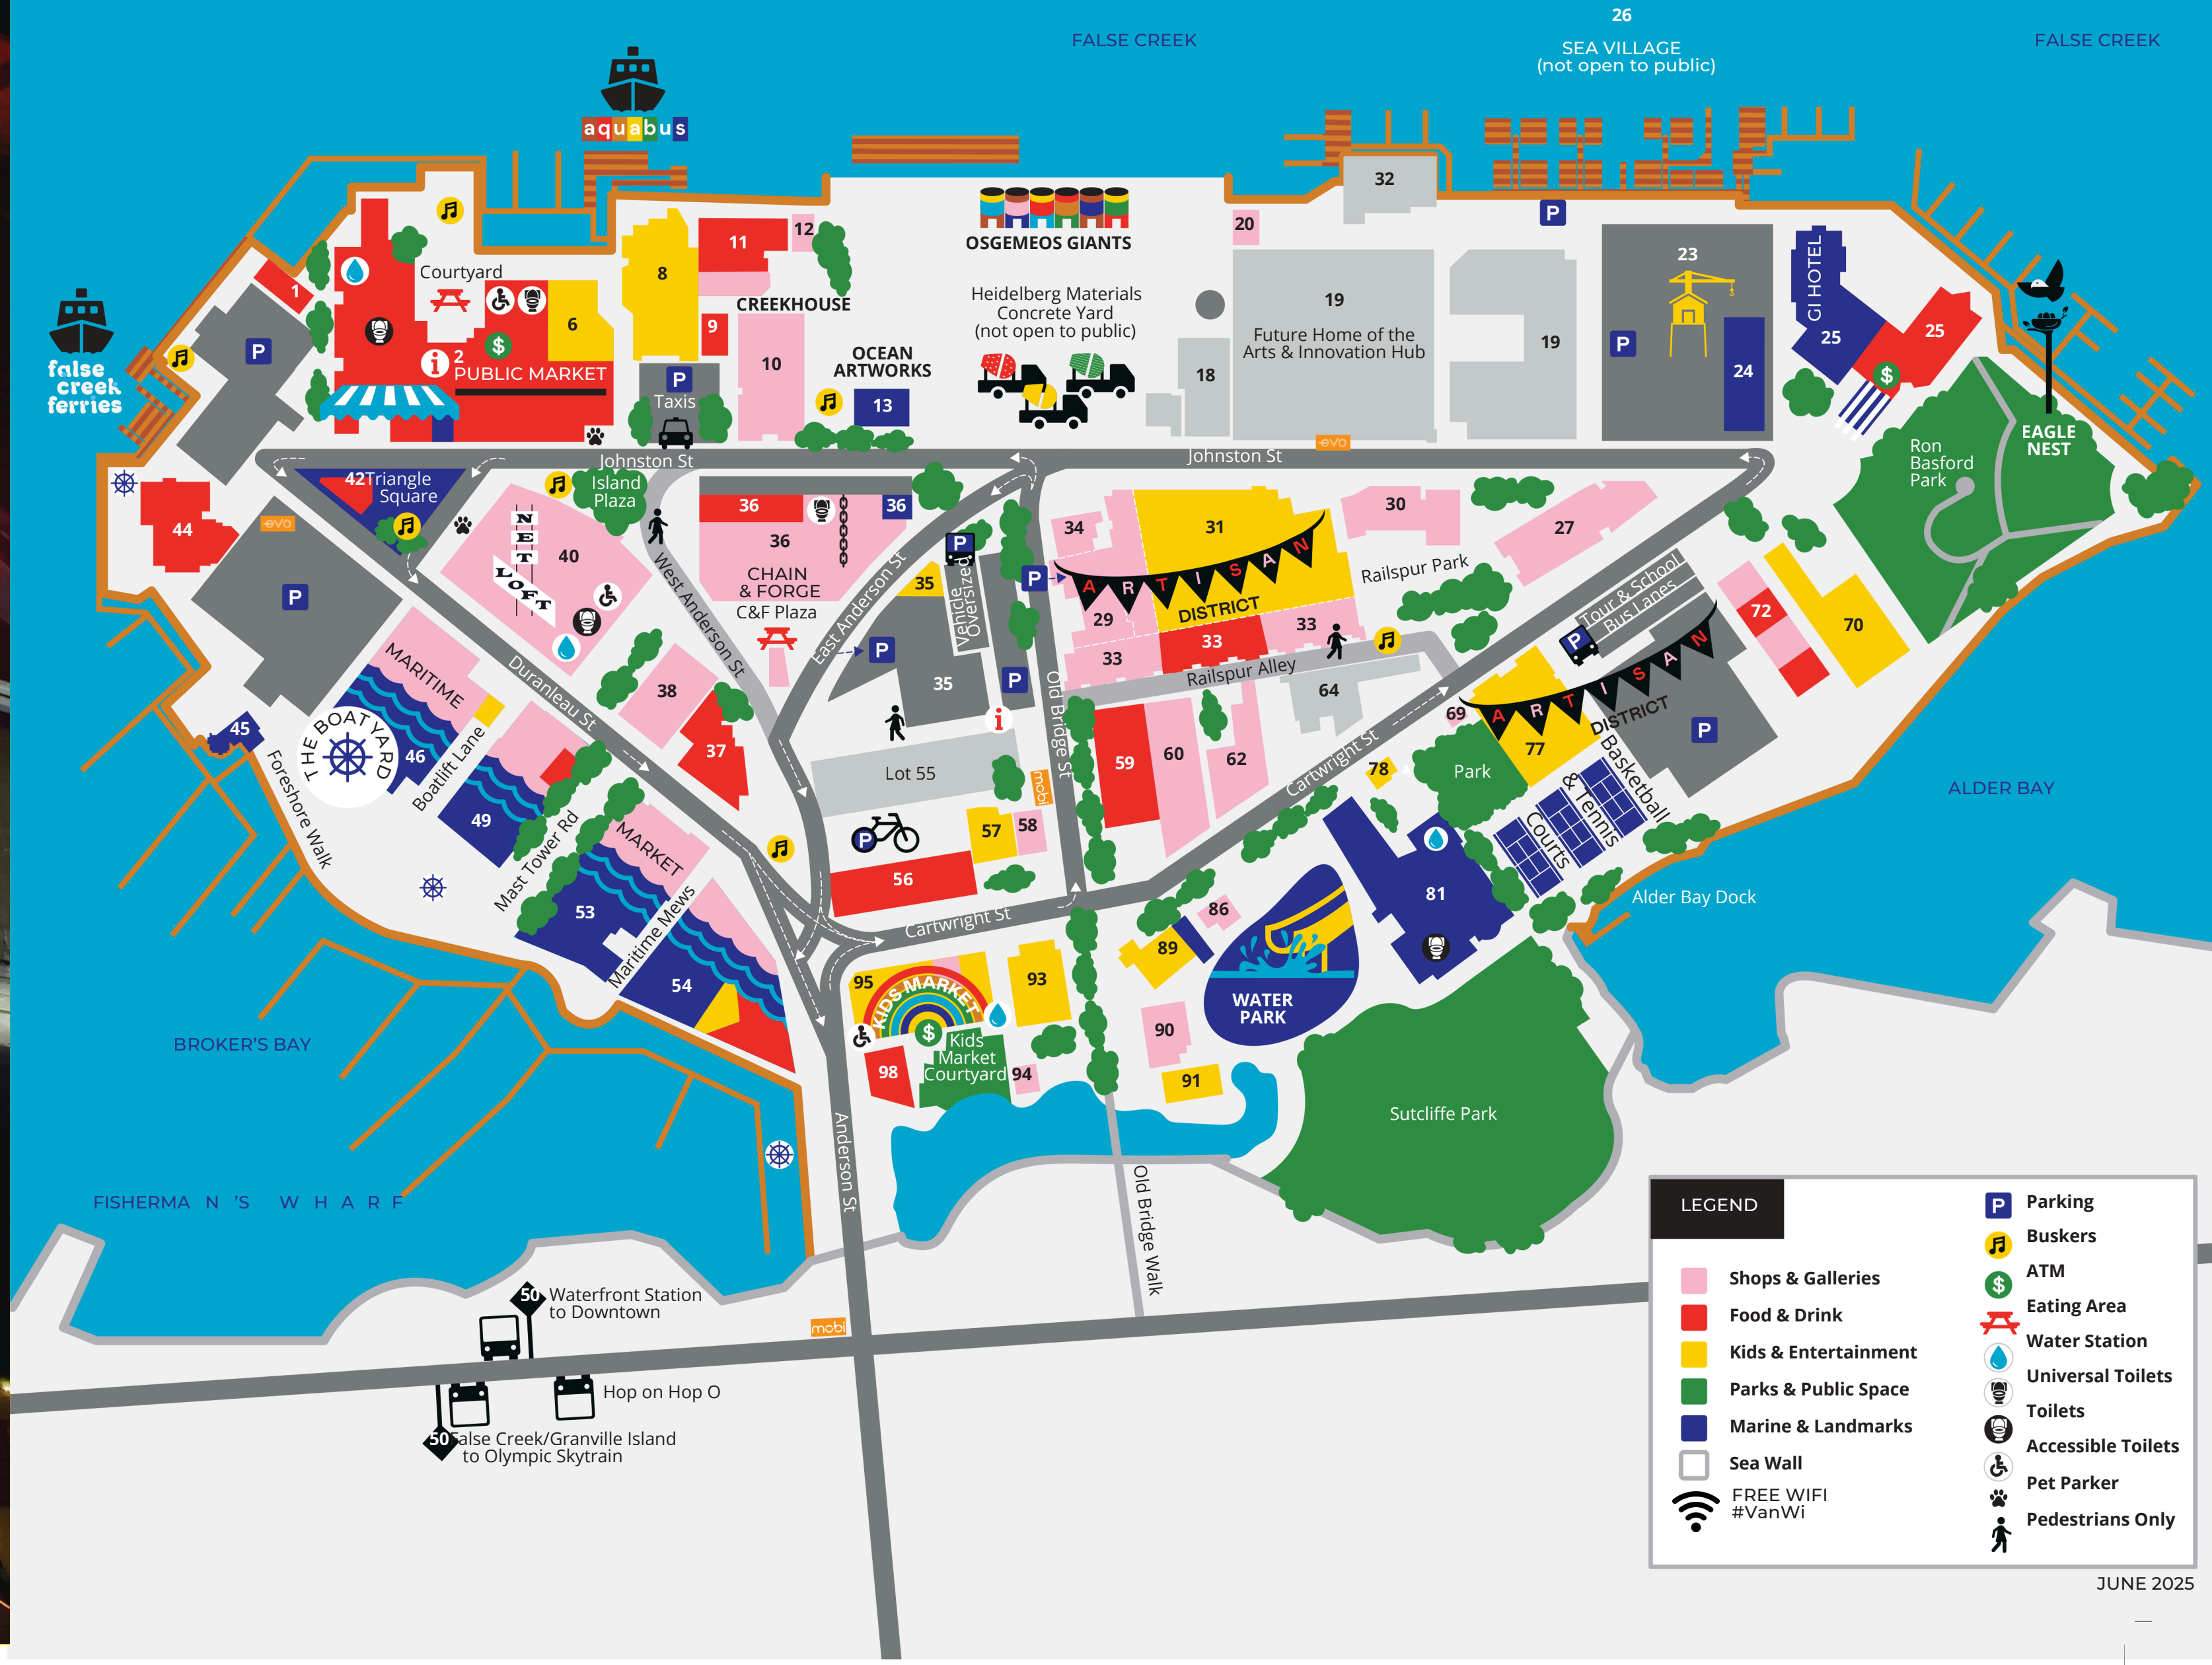 26
FALSE CREEK
SEA VILLAGE
(not open to public)
FALSE CREEK
aquabus
32
20
12
11
OSGEMEOS GIANTS
8
23
GI HOTEL
Courtyard
1
6
CREEKHOUSE
Heidelberg Materials
Concrete Yard
(not open to public)
19
Future Home of the
Arts & Innovation Hub
19
P
9
10
25
25
P
P
$
i
2
PUBLIC MARKET
false
creek
ferries
P
Taxis
OCEAN
ARTWORKS
13
18
24
$
EAGLE
NEST
Ron
Basford
Park
evo
Johnston St
Johnston St
42
Triangle
Square
Island
Plaza
44
evo
NET
LOFT
40
36
36
36
CHAIN
& FORGE
C&F Plaza
West Anderson St
East Anderson St
P
Vehicle
Oversized
35
P
35
P
P
i
34
31
30
27
ARTISAN
DISTRICT
29
33
33
33
Railspur Park
Railspur Alley
Tour & School
Bus Lanes
P
72
70
P
MARITIME
Duranleau St
38
37
Old Bridge St
64
69
ARTISAN
DISTRICT
77
P
45
THE BOATYARD
46
Boatlift Lane
Foreshore Walk
Lot 55
mobi
59
60
62
Cartwright St
78
Park
Basketball
& Tennis
Courts
ALDER BAY
49
Mast Tower Rd
MARKET
P
57
58
56
53
Maritime Mews
54
Cartwright St
86
89
81
Alder Bay Dock
95
KIDS MARKET
$
93
Kids
Market
Courtyard
98
94
WATER
PARK
90
91
BROKER'S BAY
Sutcliffe Park
Anderson St
Old Bridge Walk
FISHERMAN'S WHARF
50
Waterfront Station
to Downtown
mobi
Hop on Hop O
50
False Creek/Granville Island
to Olympic Skytrain
LEGEND
Shops & Galleries
Food & Drink
Kids & Entertainment
Parks & Public Space
Marine & Landmarks
Sea Wall
FREE WIFI
#VanWi
P
Parking
Buskers
$
ATM
Eating Area
Water Station
Universal Toilets
Toilets
Accessible Toilets
Pet Parker
Pedestrians Only
JUNE 2025